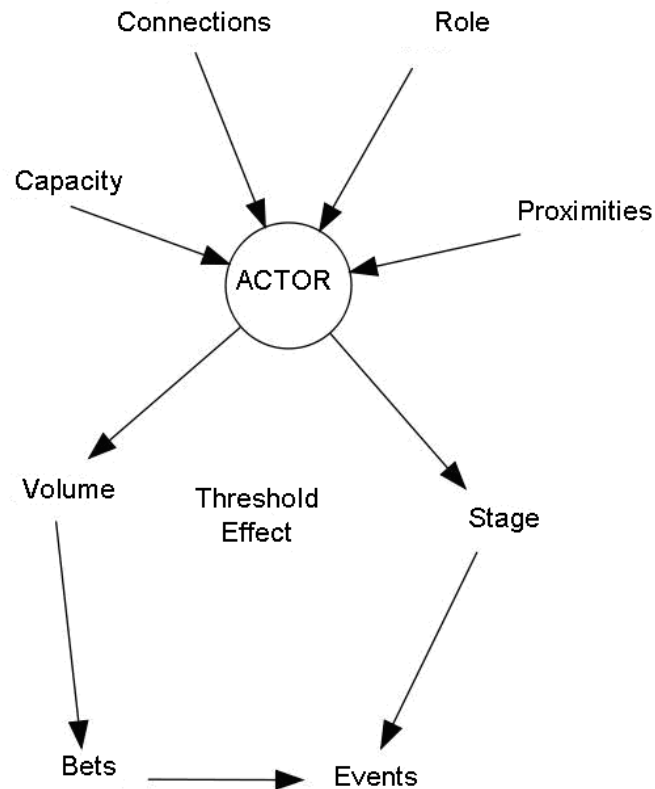 Connections
Role
Capacity
Proximities
ACTOR
Volume
Threshold
Effect
Stage
Bets
Events